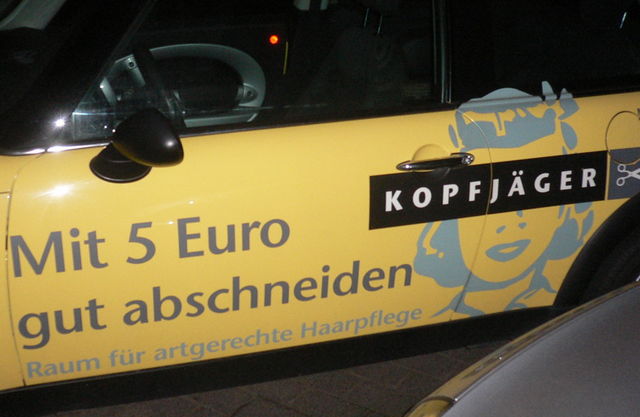 KOPFJÄGER
Mit 5 Euro
gut abschneiden
Raum für artgerechte Haarpflege